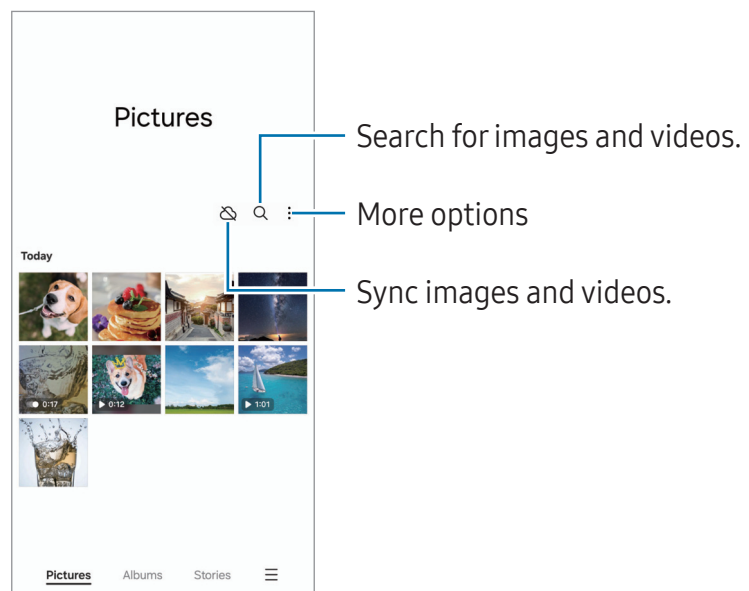 Pictures
Search for images and videos.
More options
Today
Sync images and videos.
0:17
0:12
1:01
Pictures Albums Stories